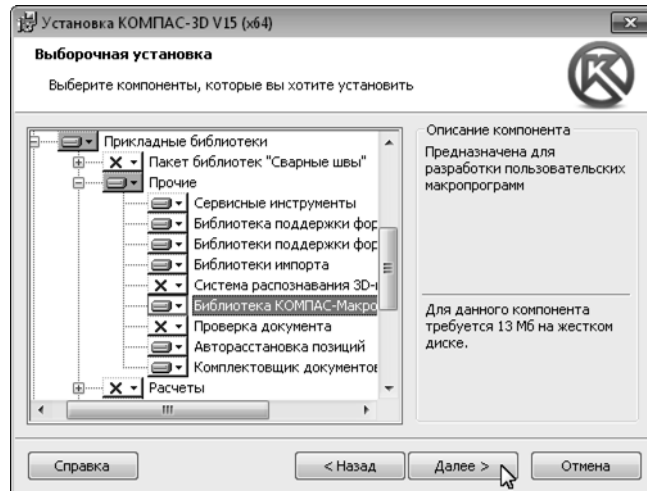 Установка КОМПАС-3D V15 (x64)
Выборочная установка
Выберите компоненты, которые вы хотите установить
Прикладные библиотеки
Пакет библиотек "Сварные швы"
Прочие
Сервисные инструменты
Библиотека поддержки фор
Библиотеки поддержки фор
Библиотеки импорта
Система распознавания 3D-
Библиотека КОМПАС-Макро
Проверка документа
Авторасстановка позиций
Комплектовщик документов
Расчеты
Описание компонента
Предназначена для
разработки пользовательских
макропрограмм
Для данного компонента
требуется 13 Мб на жестком
диске.
Справка
< Назад
Далее >
Отмена